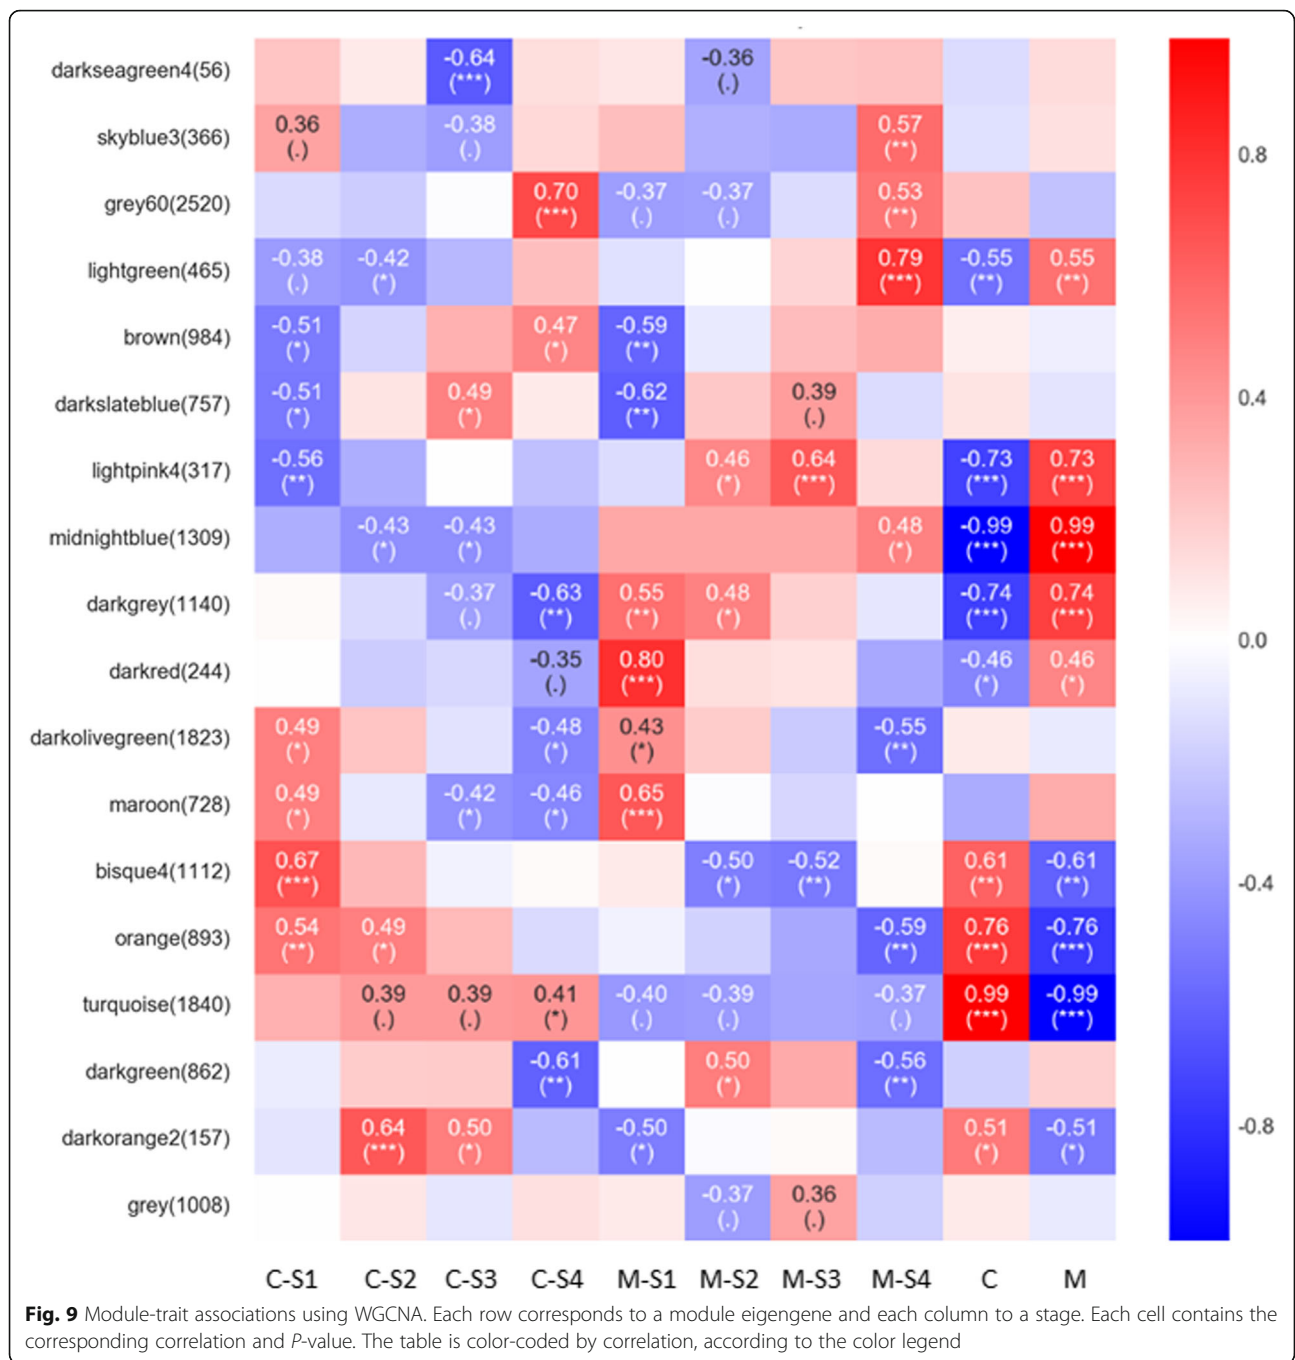 darkseagreen4(56) -0.64 -0.36
(***) (.)
skyblue3(366) 0.36 -0.38 0.57
(.) (.) (**)
grey60(2520) 0.70 -0.37 -0.37 0.53
(***) (.) (.) (**)
lightgreen(465) -0.38 -0.42 0.79 -0.55 0.55
(.) (*) (***) (**) (**)
brown(984) -0.51 0.47 -0.59
(*) (*) (**)
darkslateblue(757) -0.51 0.49 -0.62 0.39
(*) (*) (**) (.)
lightpink4(317) -0.56 0.46 0.64 -0.73 0.73
(**) (*) (***) (***) (***)
midnightblue(1309) -0.43 -0.43 0.48 -0.99 0.99
(*) (*) (*) (***) (***)
darkgrey(1140) -0.37 -0.63 0.55 0.48 -0.74 0.74
(.) (**) (**) (*) (***) (***)
darkred(244) -0.35 0.80 -0.46 0.46
(.) (***) (*) (*)
darkolivegreen(1823) 0.49 -0.48 0.43 -0.55
(*) (*) (*) (**)
maroon(728) 0.49 -0.42 -0.46 0.65
(*) (*) (*) (***)
bisque4(1112) 0.67 -0.50 -0.52 0.61 -0.61
(***) (*) (**) (**) (**)
orange(893) 0.54 0.49 -0.59 0.76 -0.76
(**) (*) (**) (***) (***)
turquoise(1840) 0.39 0.39 0.41 -0.40 -0.39 -0.37 0.99 -0.99
(.) (.) (*) (.) (.) (.) (***) (***)
darkgreen(862) -0.61 0.50 -0.56
(**) (*) (**)
darkorange2(157) 0.64 0.50 -0.50 0.51 -0.51
(***) (*) (*) (*) (*)
grey(1008) -0.37 0.36
(.) (.)
C-S1 C-S2 C-S3 C-S4 M-S1 M-S2 M-S3 M-S4 C M
0.8
0.4
0.0
-0.4
-0.8
Fig. 9 Module-trait associations using WGCNA. Each row corresponds to a module eigengene and each column to a stage. Each cell contains the
corresponding correlation and P-value. The table is color-coded by correlation, according to the color legend